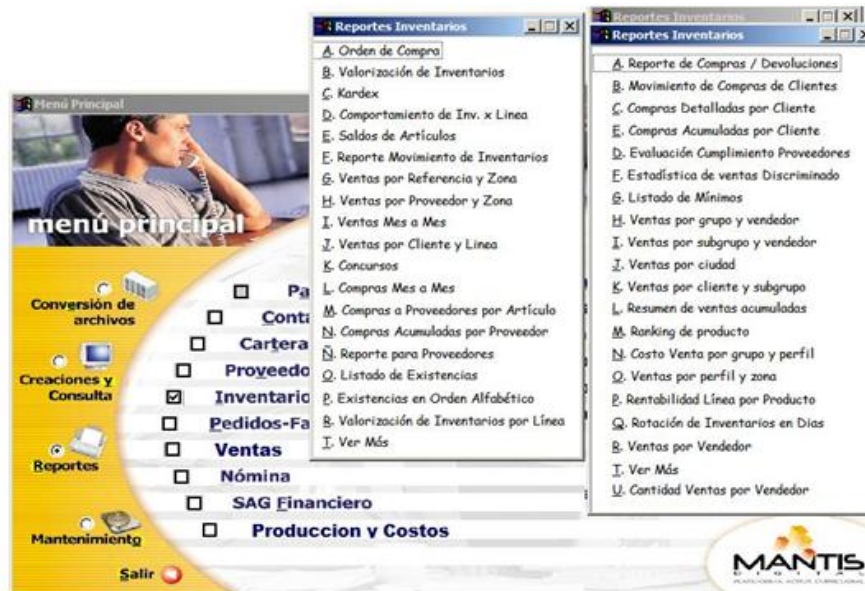 Menú Principal
menú principal
Conversión de
archivos
Creaciones y
Consulta
Reportes
Mantenimiento
Salir
Pa
Conta
Cartera
Proveedo
Inventario
Pedidos-Fa
Ventas
Nómina
SAG Financiero
Produccion y Costos
Reportes Inventarios
A. Orden de Compra
B. Valorización de Inventarios
C. Kardex
D. Comportamiento de Inv. x Linea
E. Saldos de Artículos
F. Reporte Movimiento de Inventarios
G. Ventas por Referencia y Zona
H. Ventas por Proveedor y Zona
I. Ventas Mes a Mes
J. Ventas por Cliente y Linea
K. Concursos
L. Compras Mes a Mes
M. Compras a Proveedores por Artículo
N. Compras Acumuladas por Proveedor
Ñ. Reporte para Proveedores
O. Listado de Existencias
P. Existencias en Orden Alfabético
R. Valorización de Inventarios por Línea
T. Ver Más
Reportes Inventarios
Reportes Inventarios
A. Reporte de Compras / Devoluciones
B. Movimiento de Compras de Clientes
C. Compras Detalladas por Cliente
E. Compras Acumuladas por Cliente
D. Evaluación Cumplimiento Proveedores
F. Estadística de ventas Discriminado
G. Listado de Mínimos
H. Ventas por grupo y vendedor
I. Ventas por subgrupo y vendedor
J. Ventas por ciudad
K. Ventas por cliente y subgrupo
L. Resumen de ventas acumuladas
M. Ranking de producto
N. Costo Venta por grupo y perfil
O. Ventas por perfil y zona
P. Rentabilidad Línea por Producto
Q. Rotación de Inventarios en Dias
R. Ventas por Vendedor
T. Ver Más
U. Cantidad Ventas por Vendedor
MANTIS
DIGITAL